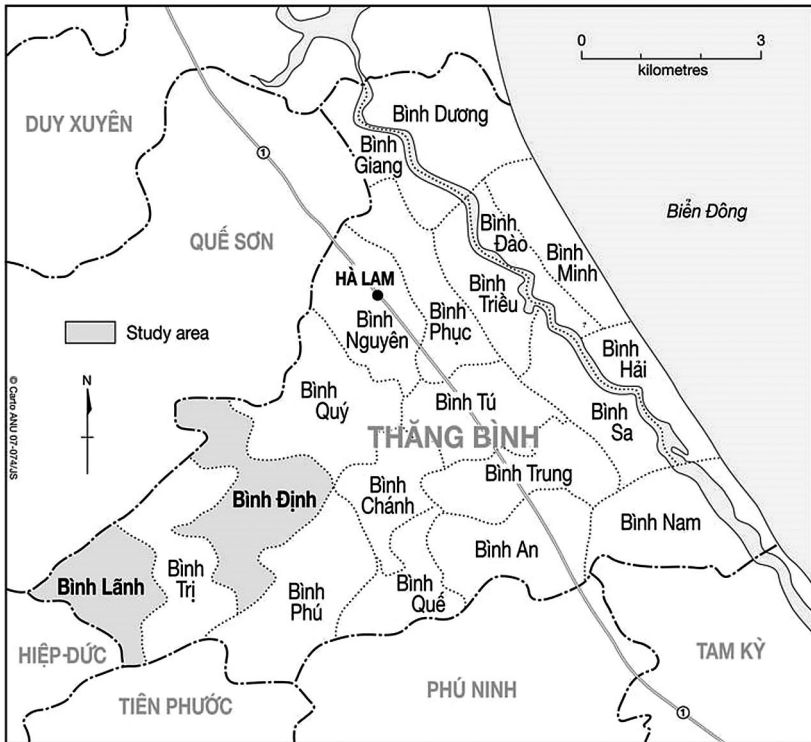 0 3
kilometres
DUY XUYÊN
Bình Dương
Bình
Giang
1
Biển Đông
QUẾ SƠN
Bình
Đào
Bình
Minh
HÀ LAM
Bình
Triều
Bình
Nguyên
Bình
Phục
?
Study area
Bình
Hải
N
Bình
Quý
Bình Tú
Bình
Sa
THĂNG BÌNH
© Carto ANU 07-074/JS
Bình Trung
Bình
Chánh
Bình Định
Bình Nam
Bình An
Bình Lãnh
Bình
Trị
Bình
Phú
Bình
Quế
HIỆP-ĐỨC
TAM KỲ
TIÊN PHƯỚC
PHÚ NINH
1